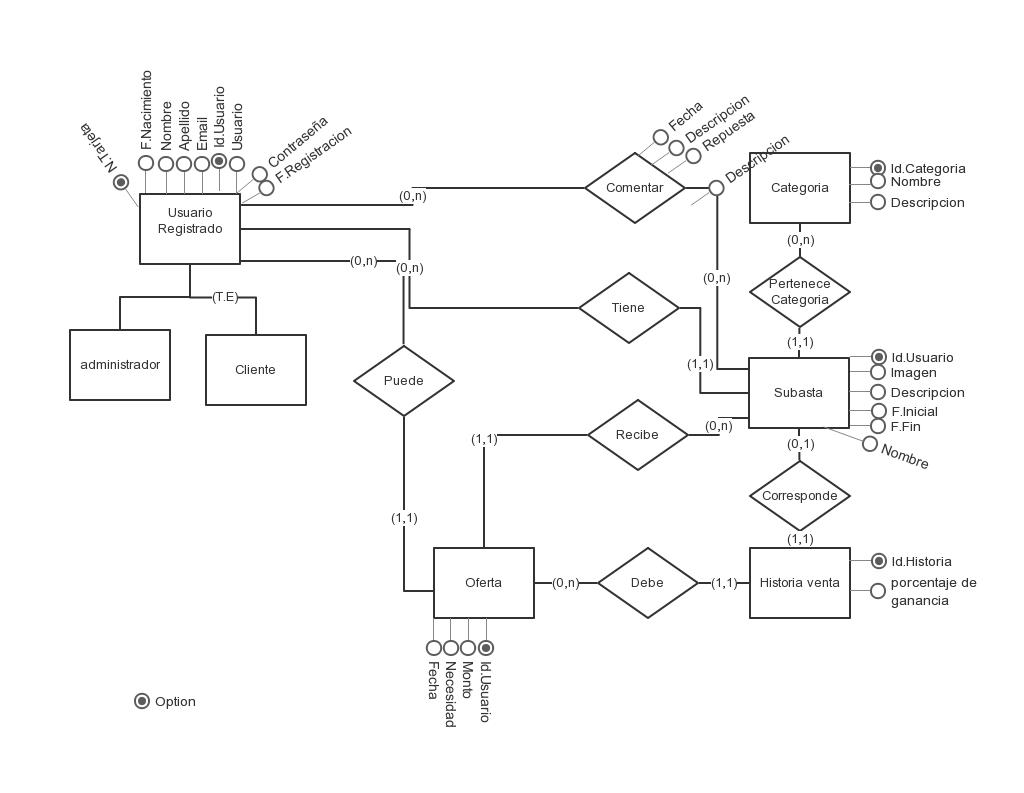 N.Tarjeta
F.Nacimiento
Nombre
Apellido
Email
Id.Usuario
Usuario
Contraseña
F.Registracion
Usuario
Registrado
(0,n)
(0,n)
(0,n)
(T.E)
administrador
Cliente
Fecha
Descripcion
Repuesta
Descripcion
Comentar
(0,n)
Categoria
Id.Categoria
Nombre
Descripcion
(0,n)
Pertenece
Categoria
(1,1)
Tiene
(1,1)
Puede
(1,1)
Subasta
Id.Usuario
Imagen
Descripcion
F.Inicial
F.Fin
Nombre
(1,1)
Recibe
(0,n)
(0,1)
Corresponde
(1,1)
Oferta
(0,n)
Debe
(1,1)
Historia venta
Id.Historia
porcentaje de
ganancia
Fecha
Necesidad
Monto
Id.Usuario
Option